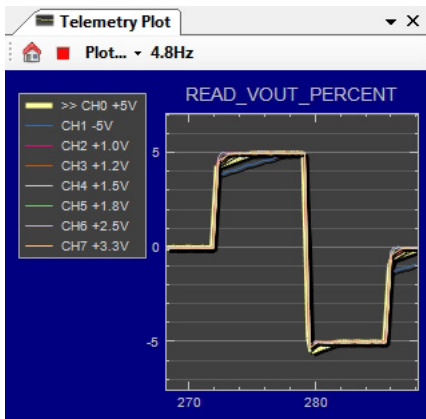 Telemetry Plot
Plot... 4.8Hz
READ_VOUT_PERCENT
>> CH0 +5V
CH1 -5V
CH2 +1.0V
CH3 +1.2V
CH4 +1.5V
CH5 +1.8V
CH6 +2.5V
CH7 +3.3V
5
0
-5
270 280